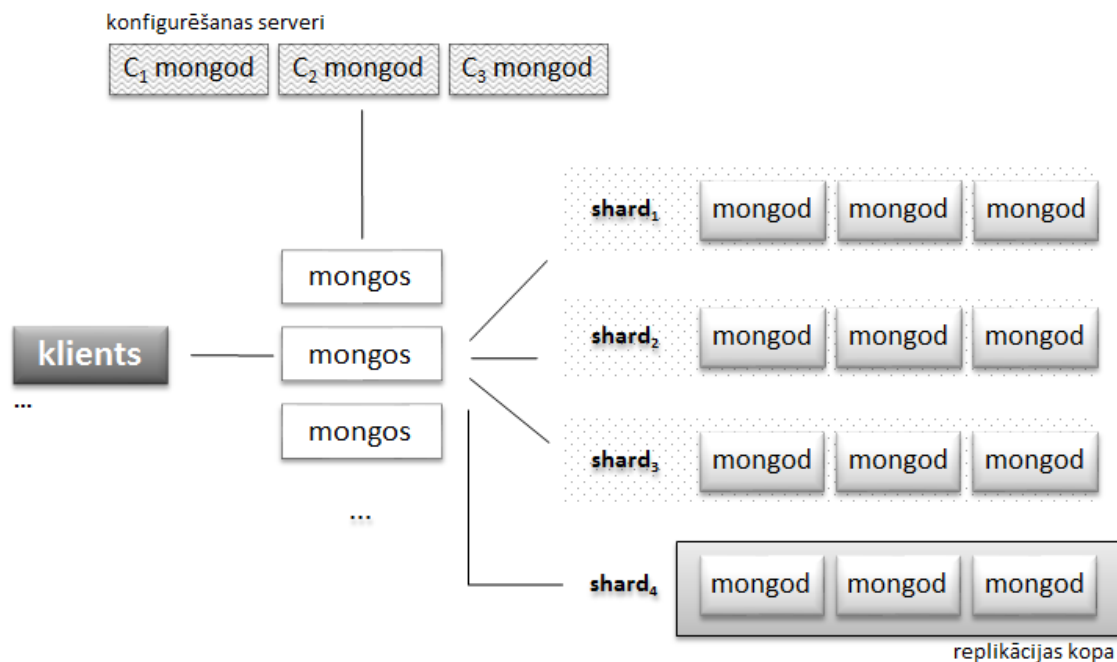 konfigurēšanas serveri
C₁ mongod C₂ mongod C₃ mongod
shard₁ mongod mongod mongod
mongos
klients
...
mongos
shard₂ mongod mongod mongod
mongos
shard₃ mongod mongod mongod
...
shard₄ mongod mongod mongod
replikācijas kopa